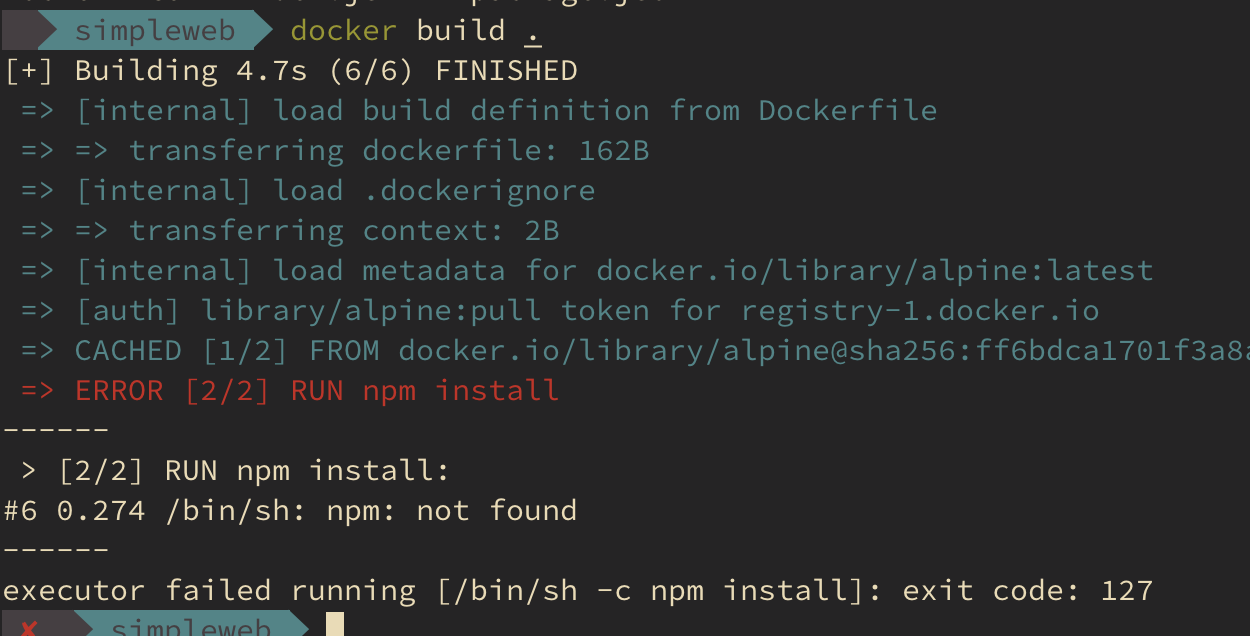 simpleweb docker build .
[+] Building 4.7s (6/6) FINISHED
=> [internal] load build definition from Dockerfile
=> => transferring dockerfile: 162B
=> [internal] load .dockerignore
=> => transferring context: 2B
=> [internal] load metadata for docker.io/library/alpine:latest
=> [auth] library/alpine:pull token for registry-1.docker.io
=> CACHED [1/2] FROM docker.io/library/alpine@sha256:ff6bdca1701f3a8a
=> ERROR [2/2] RUN npm install
------
> [2/2] RUN npm install:
#6 0.274 /bin/sh: npm: not found
------
executor failed running [/bin/sh -c npm install]: exit code: 127
✘ simpleweb